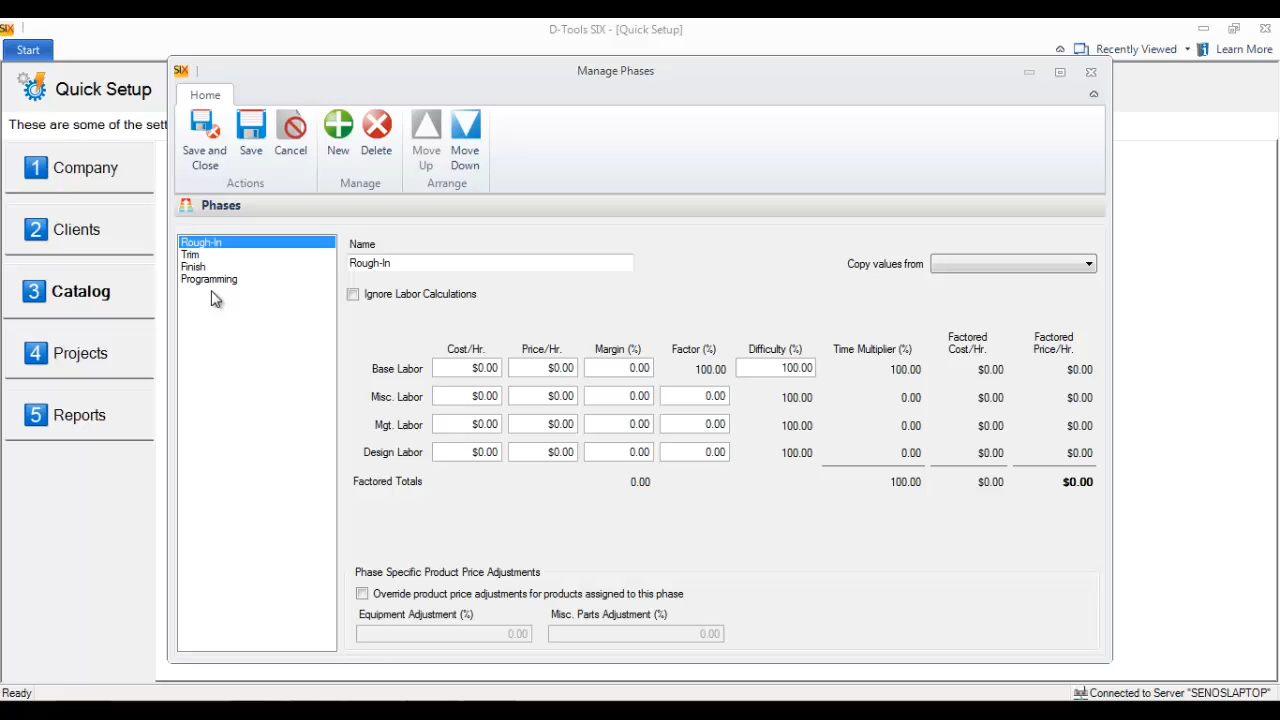 SIX
D-Tools SIX - [Quick Setup]
Start
Recently Viewed
Learn More
Quick Setup
These are some of the sett
1 Company
2 Clients
3 Catalog
4 Projects
5 Reports
SIX
Manage Phases
Home
Save and Close
Save
Cancel
New
Delete
Move Up
Move Down
Actions
Manage
Arrange
Phases
Rough-In
Trim
Finish
Programming
Name
Rough-In
Copy values from
Ignore Labor Calculations
Cost/Hr. Price/Hr. Margin (%) Factor (%) Difficulty (%) Time Multiplier (%) Factored Cost/Hr. Factored Price/Hr.
Base Labor $0.00 $0.00 0.00 100.00 100.00 100.00 $0.00 $0.00
Misc. Labor $0.00 $0.00 0.00 0.00 100.00 0.00 $0.00 $0.00
Mgt. Labor $0.00 $0.00 0.00 0.00 100.00 0.00 $0.00 $0.00
Design Labor $0.00 $0.00 0.00 0.00 100.00 0.00 $0.00 $0.00
Factored Totals 0.00 100.00 $0.00 $0.00
Phase Specific Product Price Adjustments
Override product price adjustments for products assigned to this phase
Equipment Adjustment (%) Misc. Parts Adjustment (%)
0.00 0.00
Ready
Connected to Server "SENOSLAPTOP"